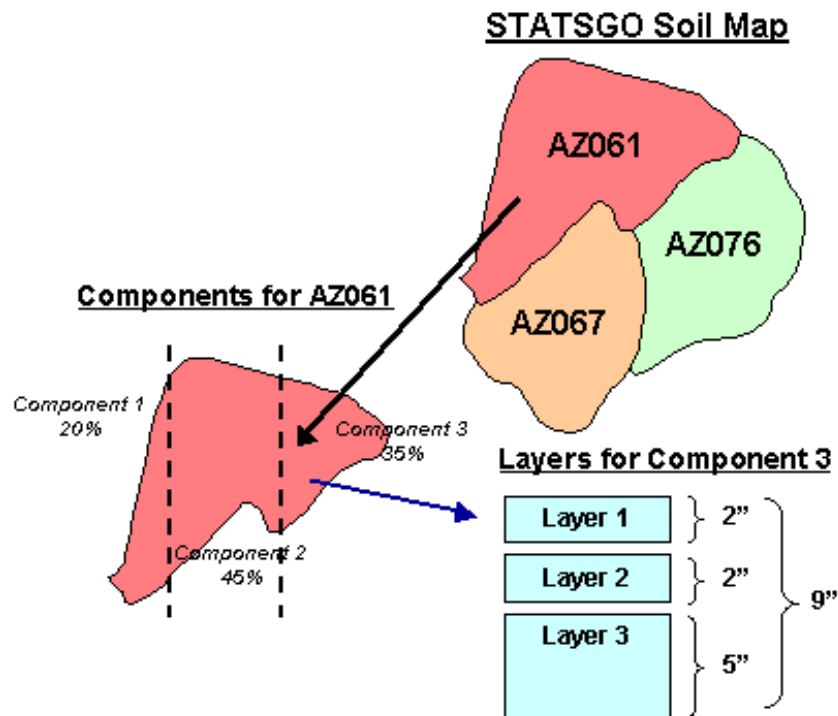 STATSGO Soil Map
AZ061
AZ076
AZ067
Components for AZ061
Component 1
20%
Component 3
35%
Component 2
45%
Layers for Component 3
Layer 1
2”
Layer 2
2”
9”
Layer 3
5”